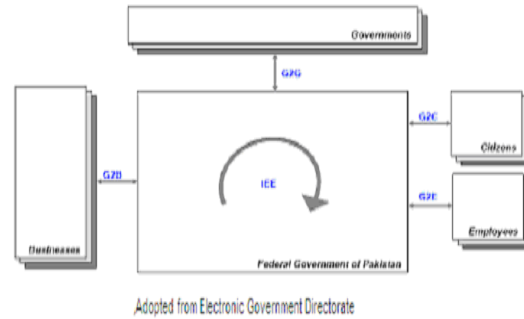 Governments
G2G
G2C
Citizens
G2B
IEE
G2E
Businesses
Employees
Federal Government of Pakistan
Adopted from Electronic Government Directorate